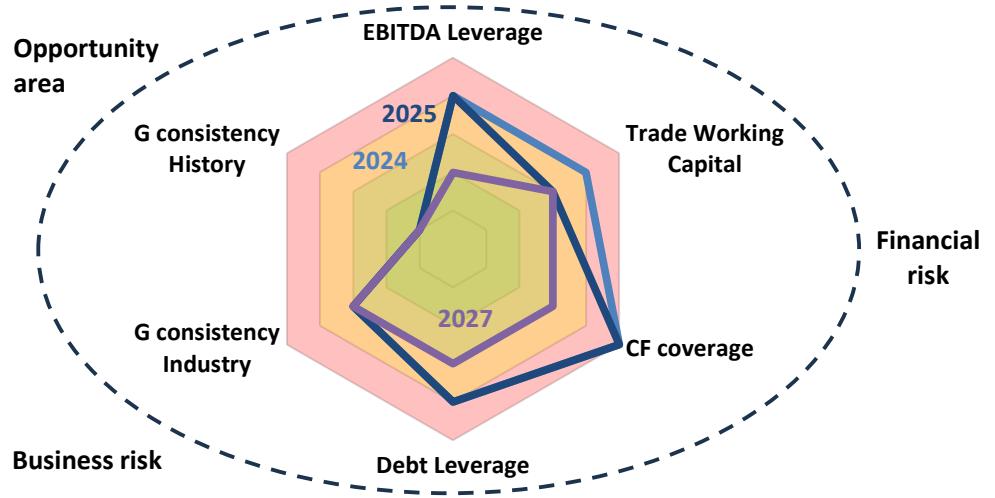 EBITDA Leverage
Opportunity
area
2025
G consistency
History
2024
Trade Working
Capital
Financial
risk
2027
G consistency
Industry
CF coverage
Business risk
Debt Leverage